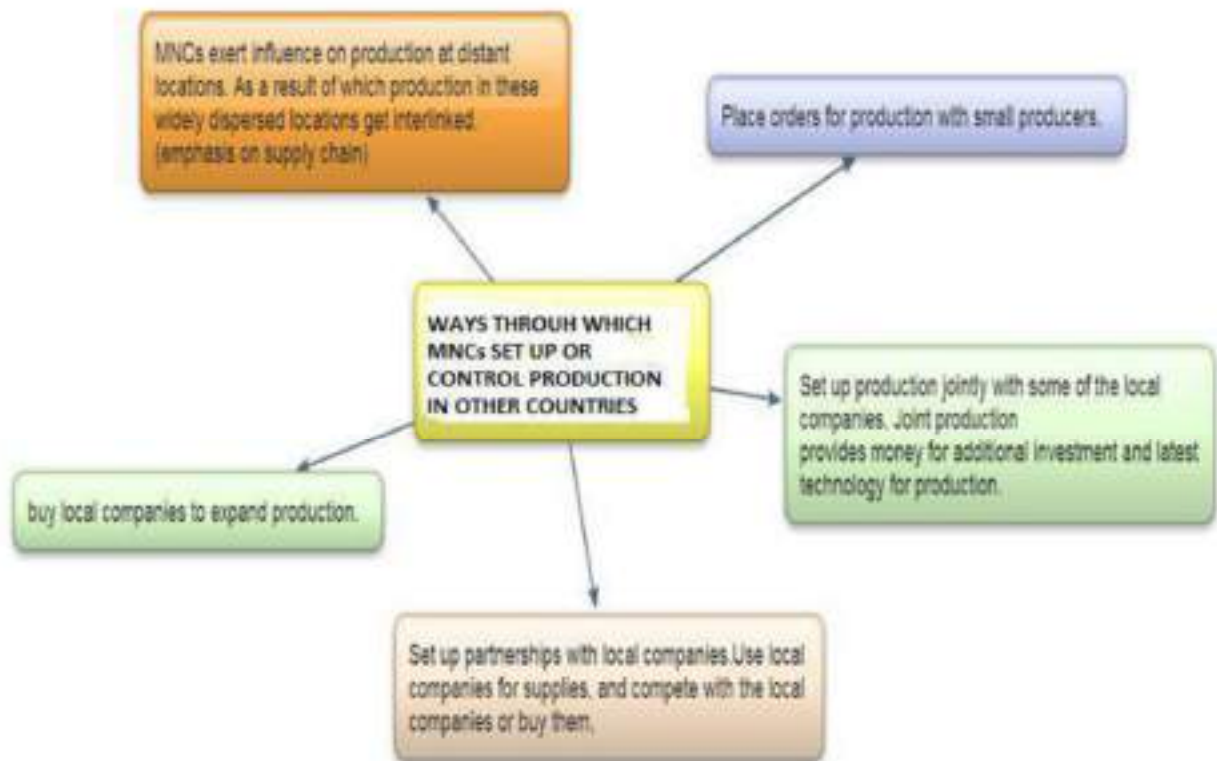 MNCs exert influence on production at distant
locations. As a result of which production in these
widely dispersed locations get interlinked.
(emphasis on supply chain)
Place orders for production with small producers.
WAYS THROUH WHICH
MNCs SET UP OR
CONTROL PRODUCTION
IN OTHER COUNTRIES
Set up production jointly with some of the local
companies. Joint production
provides money for additional investment and latest
technology for production.
buy local companies to expand production.
Set up partnerships with local companies.Use local
companies for supplies, and compete with the local
companies or buy them,